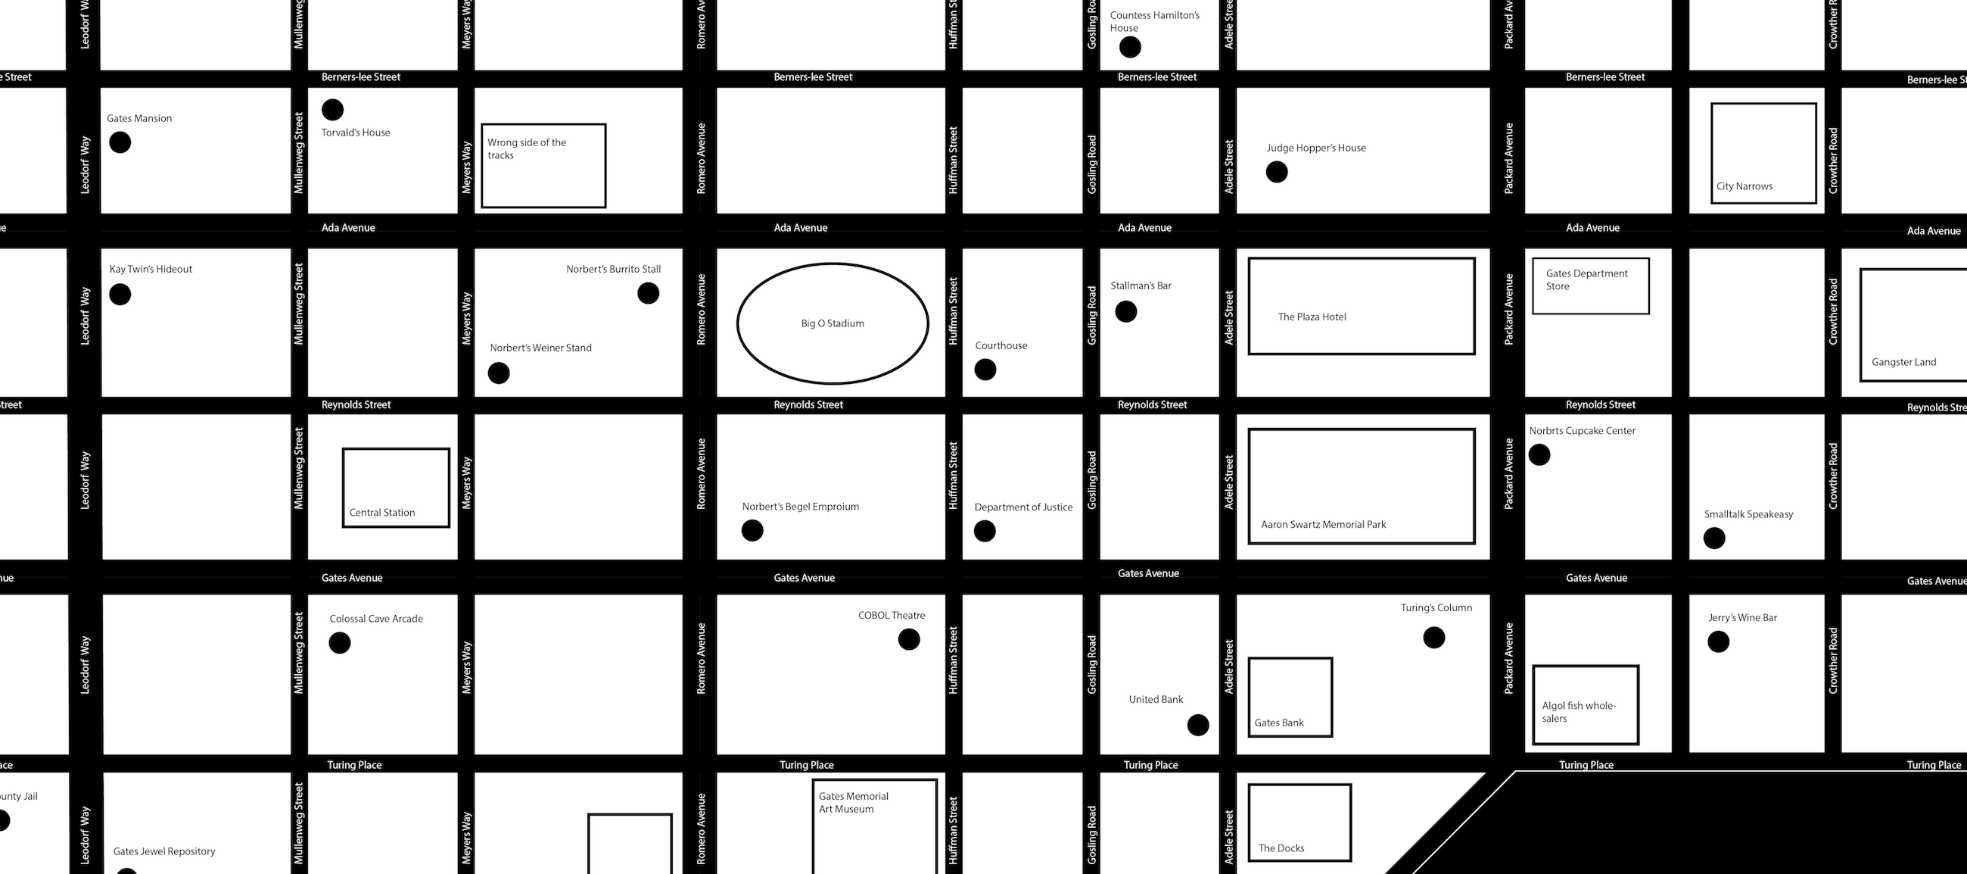 Leodorf Wa
Mullenweg St
Meyers Way
Romero Av
Huffman St
Gosling Roa
Countess Hamilton's
House
Adele Stree
Packard Av
Crowther R
e Street
Berners-lee Street
Berners-lee Street
Berners-lee Street
Berners-lee Street
Berners-lee St
Gates Mansion
Torvald's House
Wrong side of the
tracks
Judge Hopper's House
City Narrows
Leodorf Way
Mullenweg Street
Meyers Way
Romero Avenue
Huffman Street
Gosling Road
Adele Street
Packard Avenue
Crowther Road
ue
Ada Avenue
Ada Avenue
Ada Avenue
Ada Avenue
Ada Avenue
Kay Twin's Hideout
Norbert's Burrito Stall
Norbert's Weiner Stand
Big O Stadium
Courthouse
Stallman's Bar
The Plaza Hotel
Gates Department
Store
Gangster Land
Leodorf Way
Mullenweg Street
Meyers Way
Romero Avenue
Huffman Street
Gosling Road
Adele Street
Packard Avenue
Crowther Road
Street
Reynolds Street
Reynolds Street
Reynolds Street
Reynolds Street
Reynolds Stre
Central Station
Norbert's Begel Emproium
Department of Justice
Aaron Swartz Memorial Park
Norbrts Cupcake Center
Smalltalk Speakeasy
Leodorf Way
Mullenweg Street
Meyers Way
Romero Avenue
Huffman Street
Gosling Road
Adele Street
Packard Avenue
Crowther Road
nue
Gates Avenue
Gates Avenue
Gates Avenue
Gates Avenue
Gates Avenue
Colossal Cave Arcade
COBOL Theatre
United Bank
Turing's Column
Gates Bank
Algol fish whole-
salers
Jerry's Wine Bar
Leodorf Way
Mullenweg Street
Meyers Way
Romero Avenue
Huffman Street
Gosling Road
Adele Street
Packard Avenue
Crowther Road
ace
Turing Place
Turing Place
Turing Place
Turing Place
Turing Place
ounty Jail
Gates Jewel Repository
Gates Memorial
Art Museum
The Docks
Leodorf Way
Mullenweg Street
Meyers Way
Romero Avenue
Huffman Street
Gosling Road
Adele Street